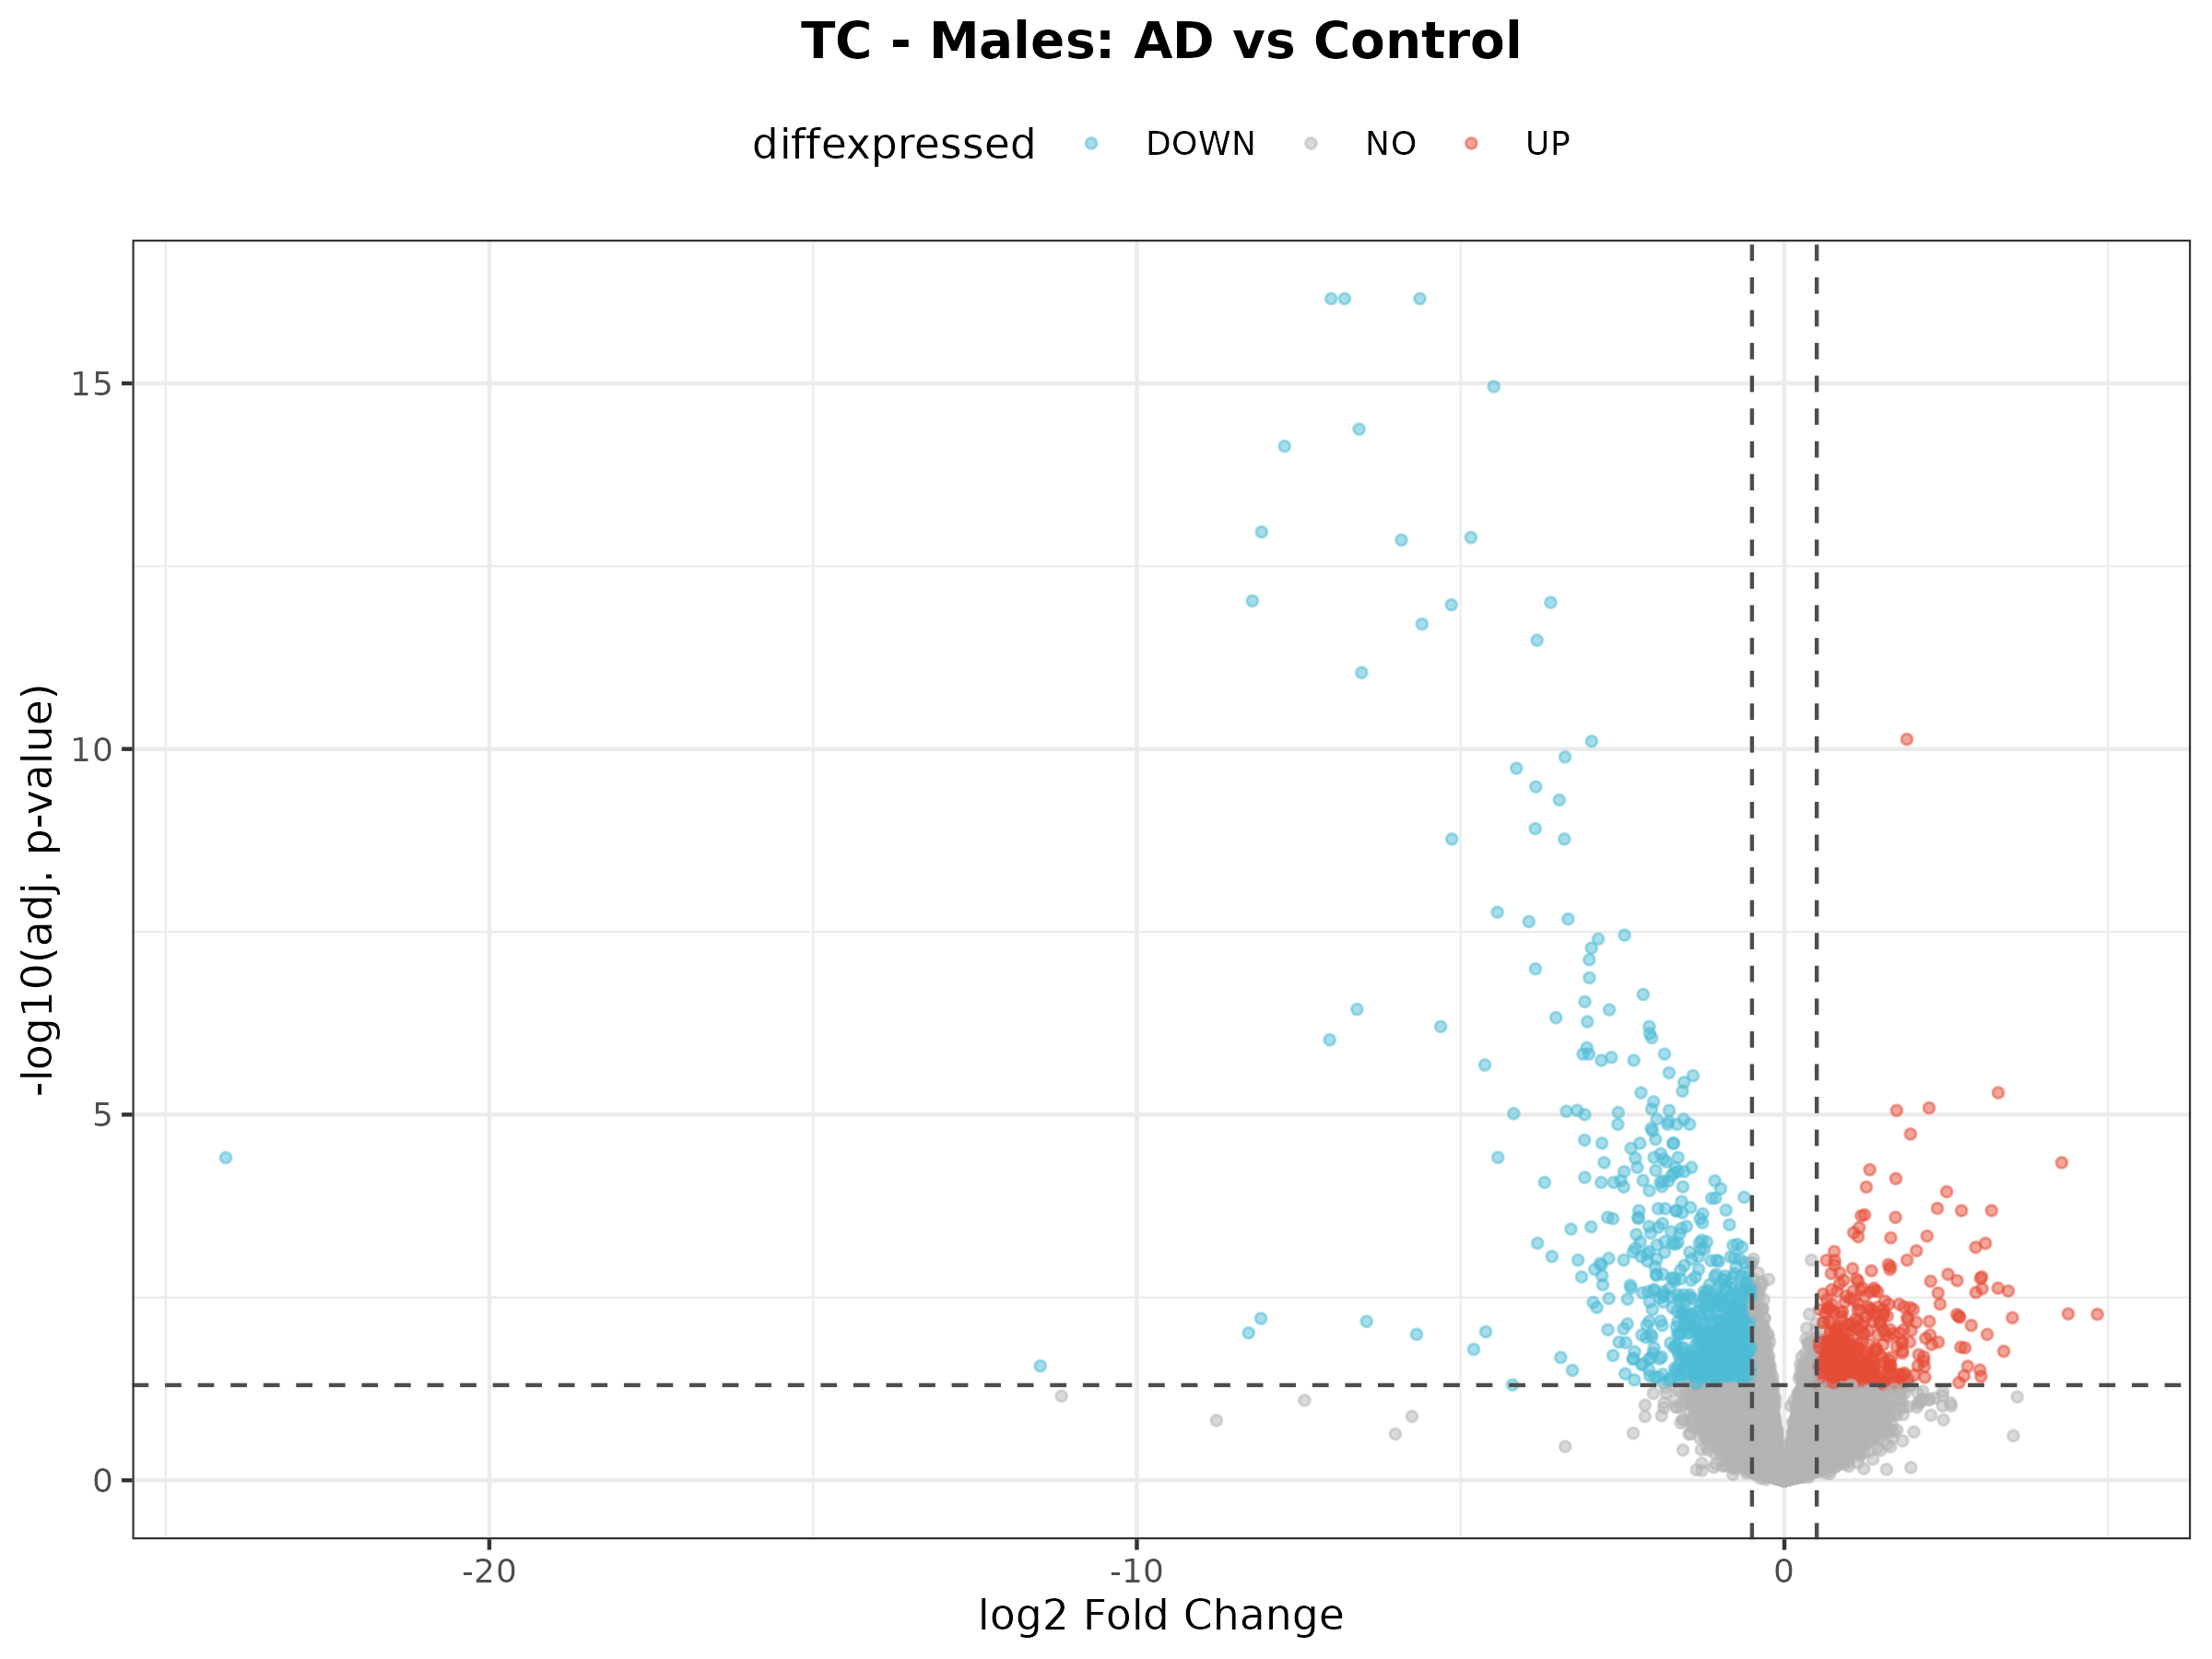 TC - Males: AD vs Control
diffexpressed DOWN NO UP
15
10
5
0
-log10(adj. p-value)
-20 -10 0
log2 Fold Change